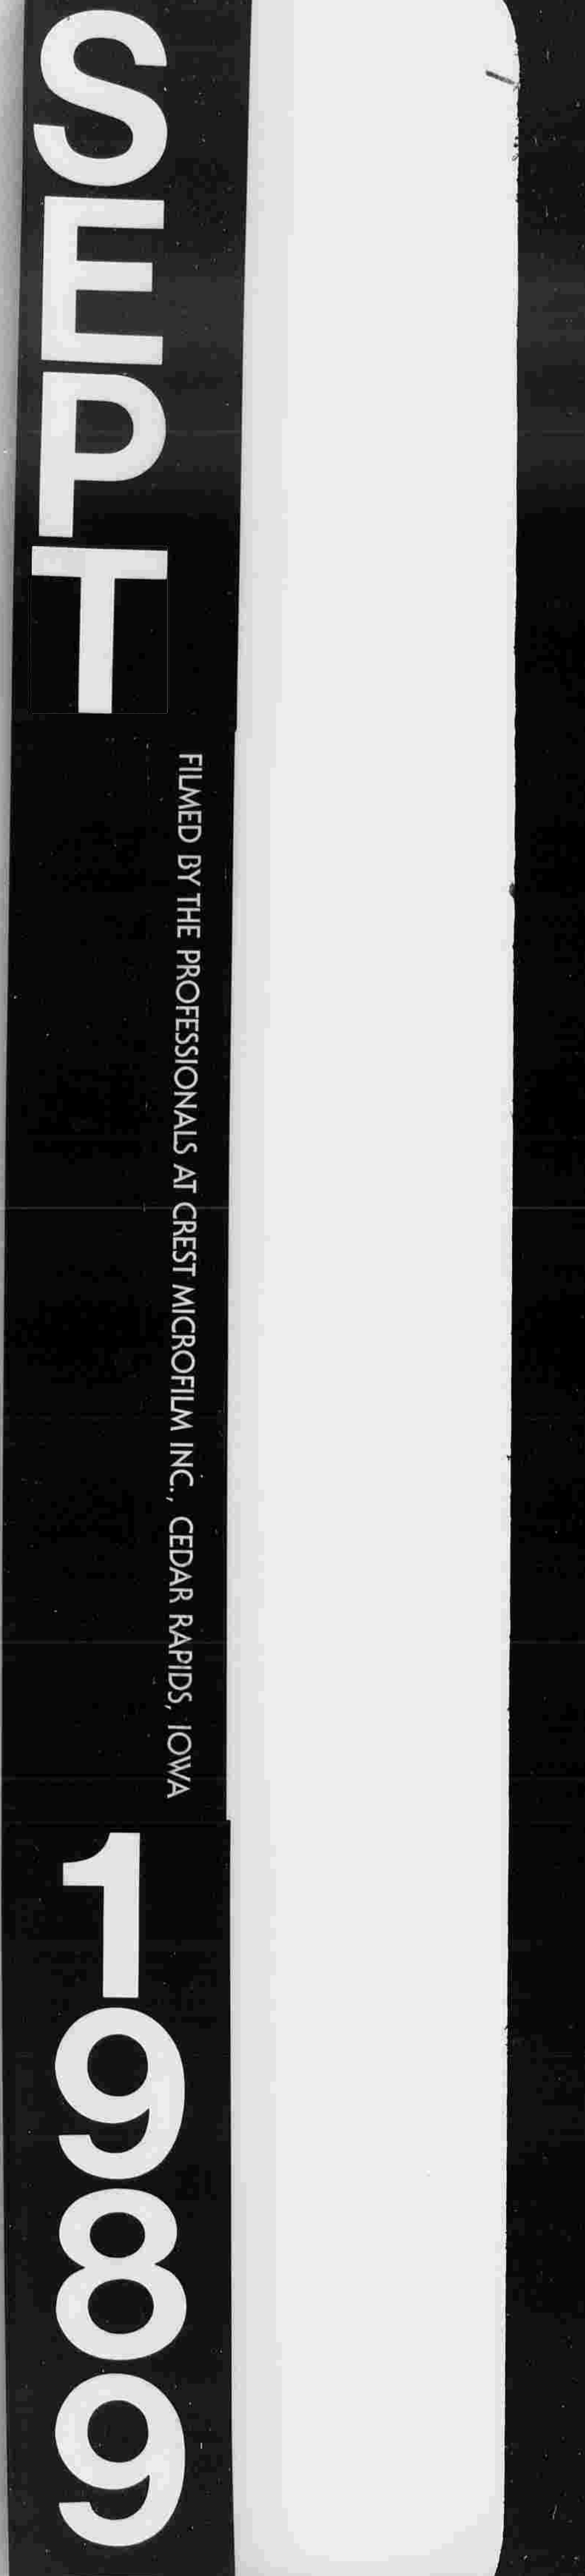 SEPT
FILMED BY THE PROFESSIONALS AT CREST MICROFILM INC., CEDAR RAPIDS, IOWA
1989